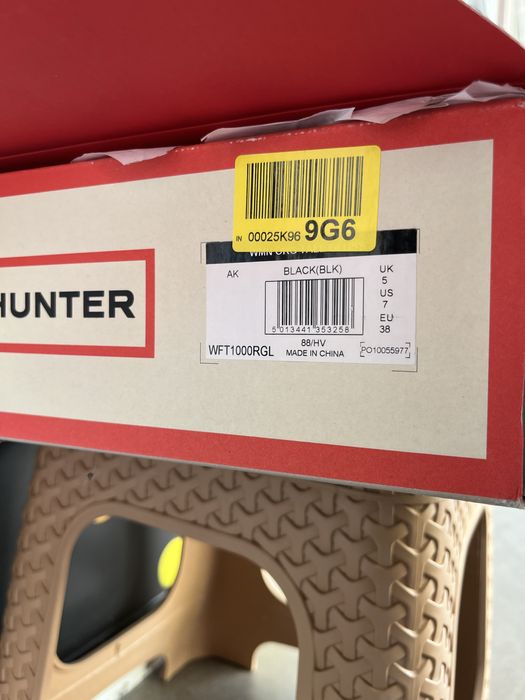 IN 00025K96 9G6
HUNTER
WMN
AK BLACK(BLK)
UK
5
US
7
EU
38
5 013441 353258
88/HV
WFT1000RGL MADE IN CHINA PO10055977